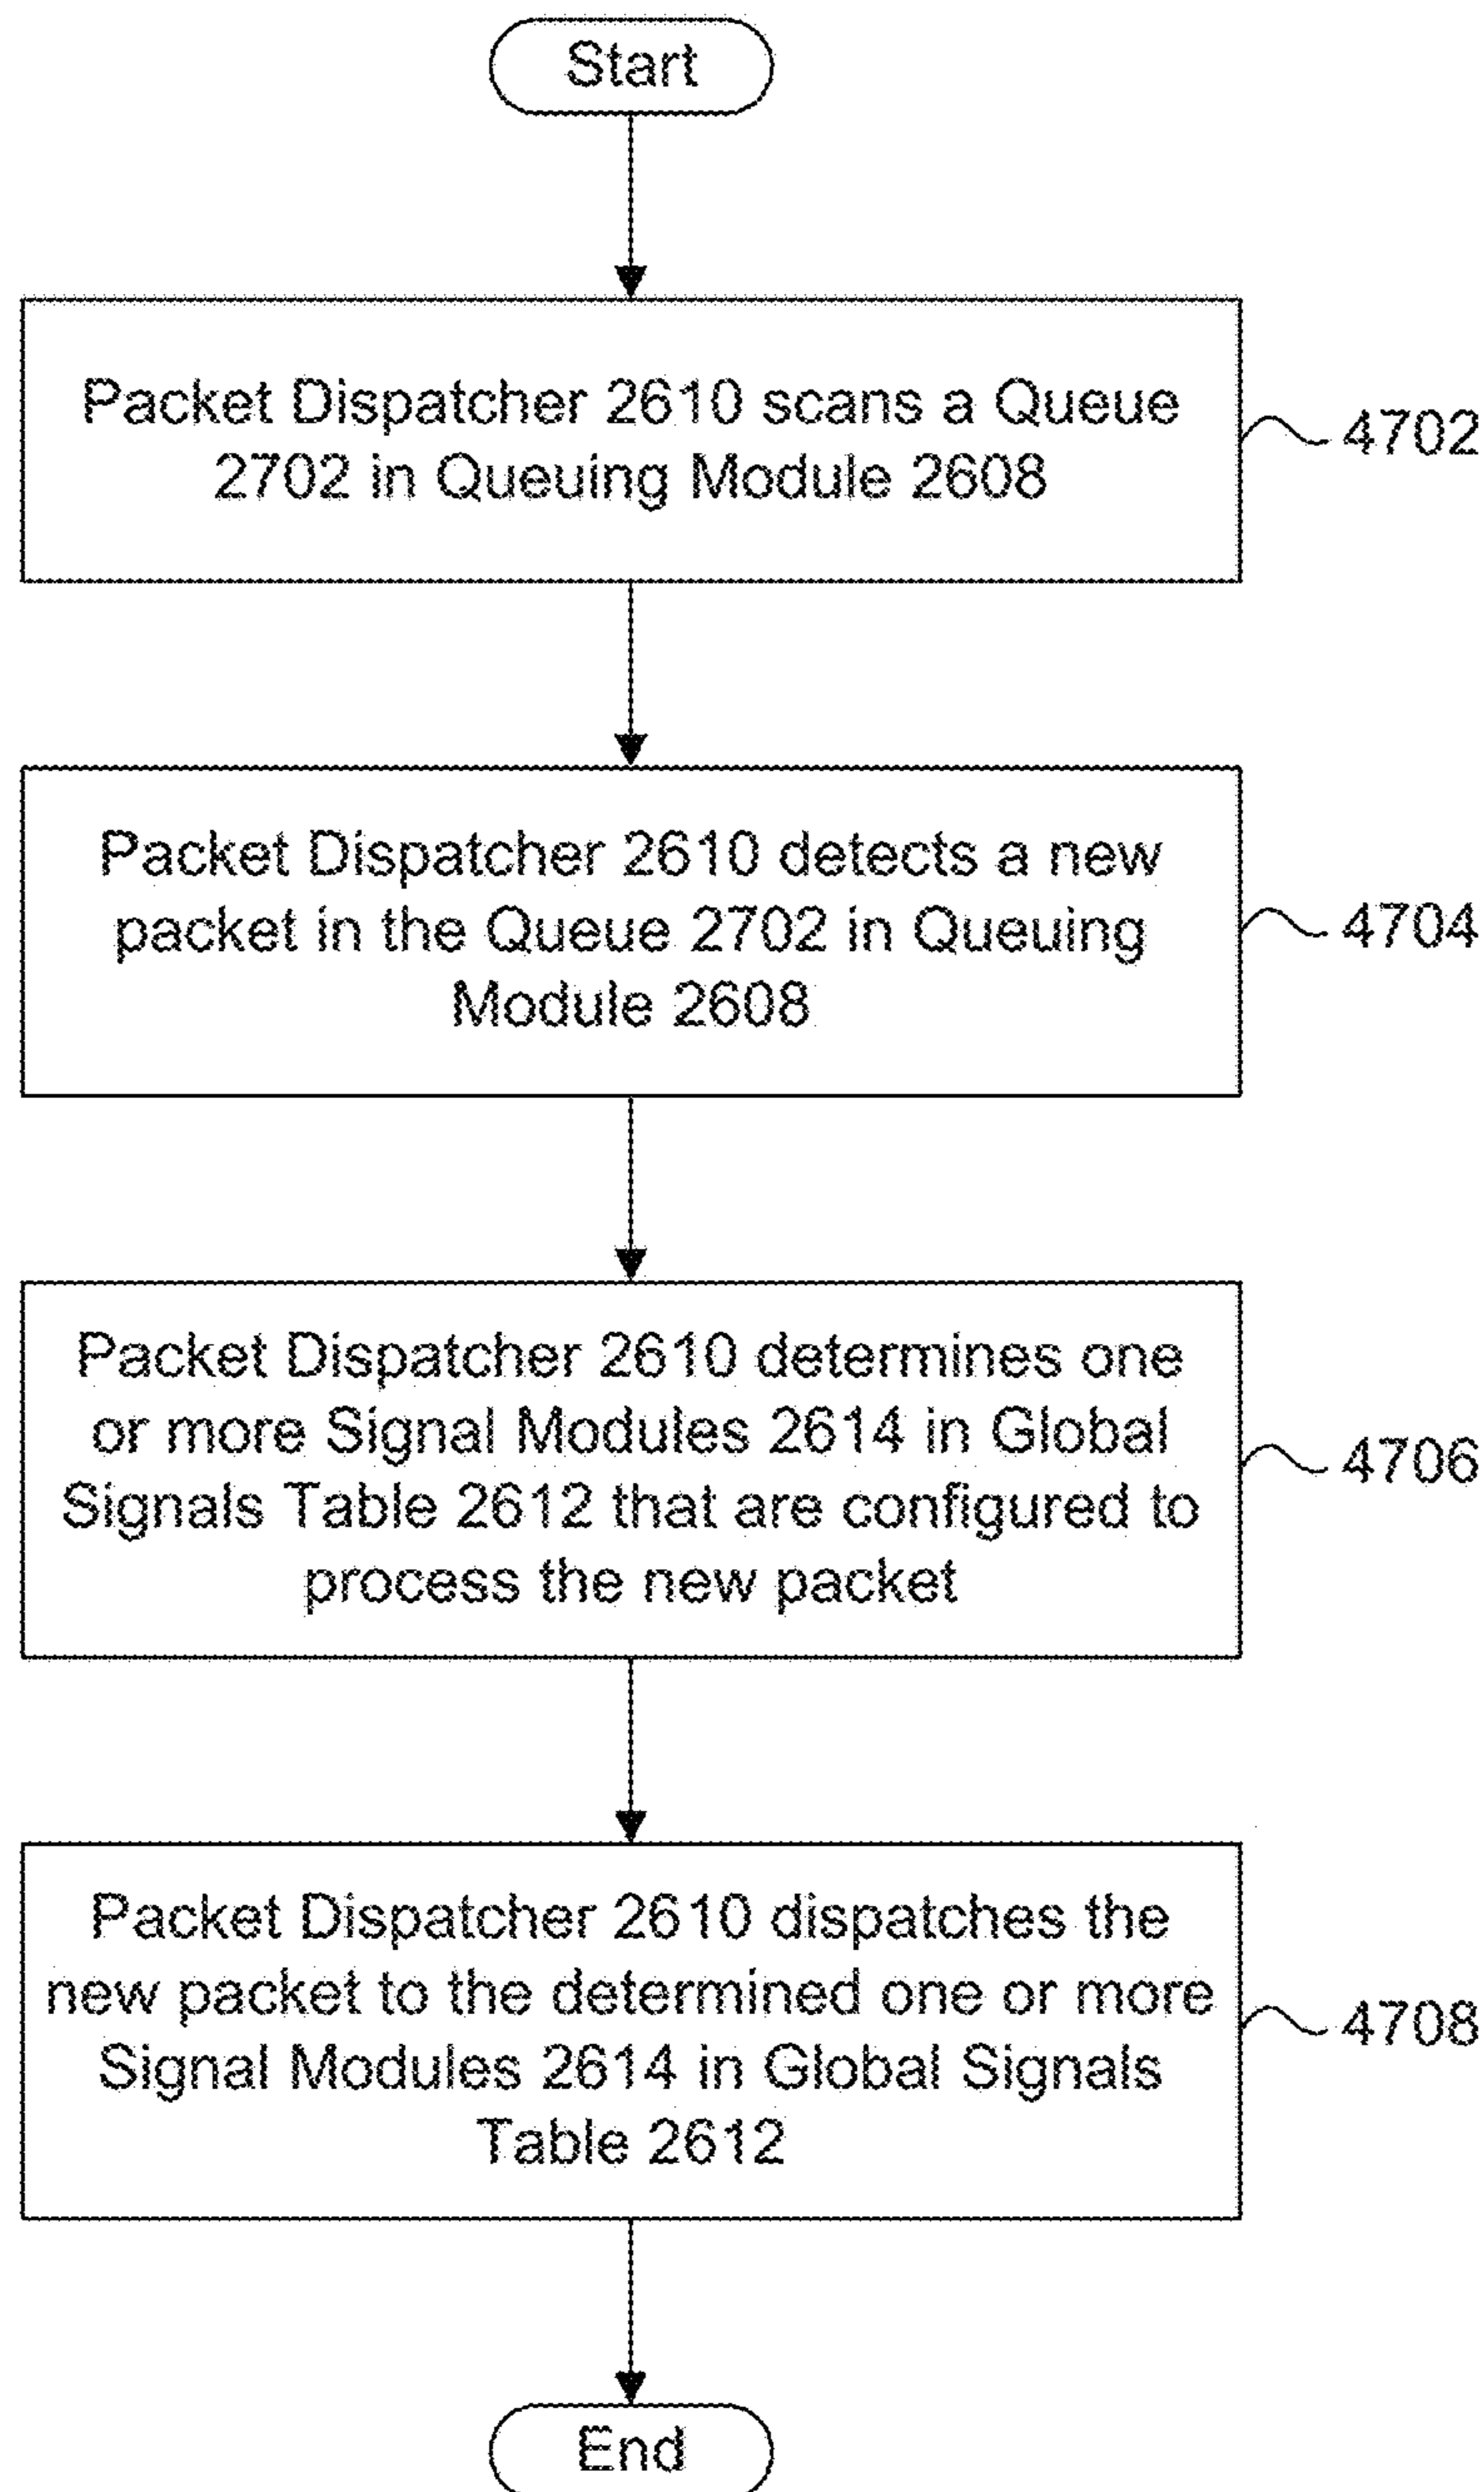 Start
Packet Dispatcher 2610 scans a Queue
2702 in Queuing Module 2608
4702
Packet Dispatcher 2610 detects a new
packet in the Queue 2702 in Queuing
Module 2608
4704
Packet Dispatcher 2610 determines one
or more Signal Modules 2614 in Global
Signals Table 2612 that are configured to
process the new packet
4706
Packet Dispatcher 2610 dispatches the
new packet to the determined one or more
Signal Modules 2614 in Global Signals
Table 2612
4708
End